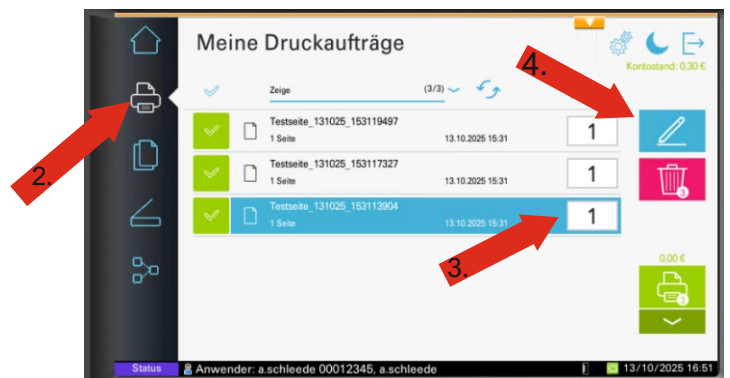 Meine Druckaufträge
4.
Kontostand: 0,30 €
Zeige (3/3)
2.
Testseite_131025_153119497
1 Seite 13.10.2025 15:31
1
Testseite_131025_153117327
1 Seite 13.10.2025 15:31
1
3
Testseite_131025_153113904
1 Seite 13.10.2025 15:31
1
3.
0,00 €
3
Status
Anwender: a.schleede 00012345, a.schleede
13/10/2025 16:51